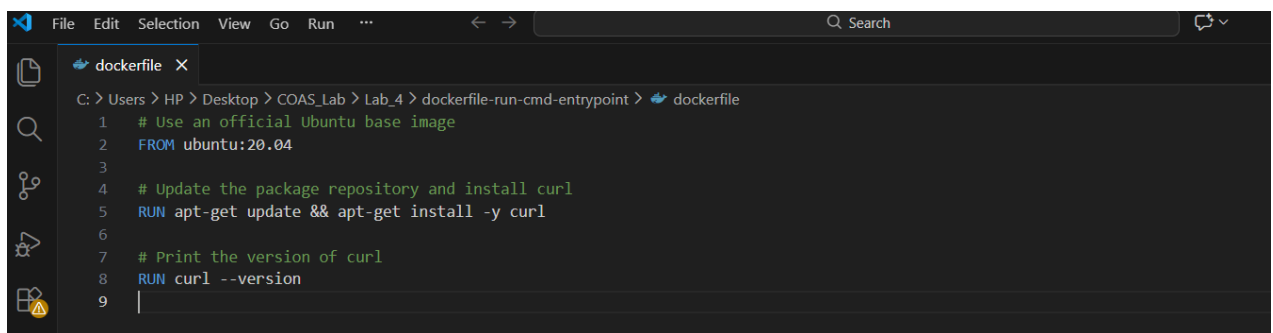 File Edit Selection View Go Run ··· ← → Search
dockerfile ×
C: > Users > HP > Desktop > COAS_Lab > Lab_4 > dockerfile-run-cmd-entrypoint > dockerfile
1 # Use an official Ubuntu base image
2 FROM ubuntu:20.04
3
4 # Update the package repository and install curl
5 RUN apt-get update && apt-get install -y curl
6
7 # Print the version of curl
8 RUN curl --version
9